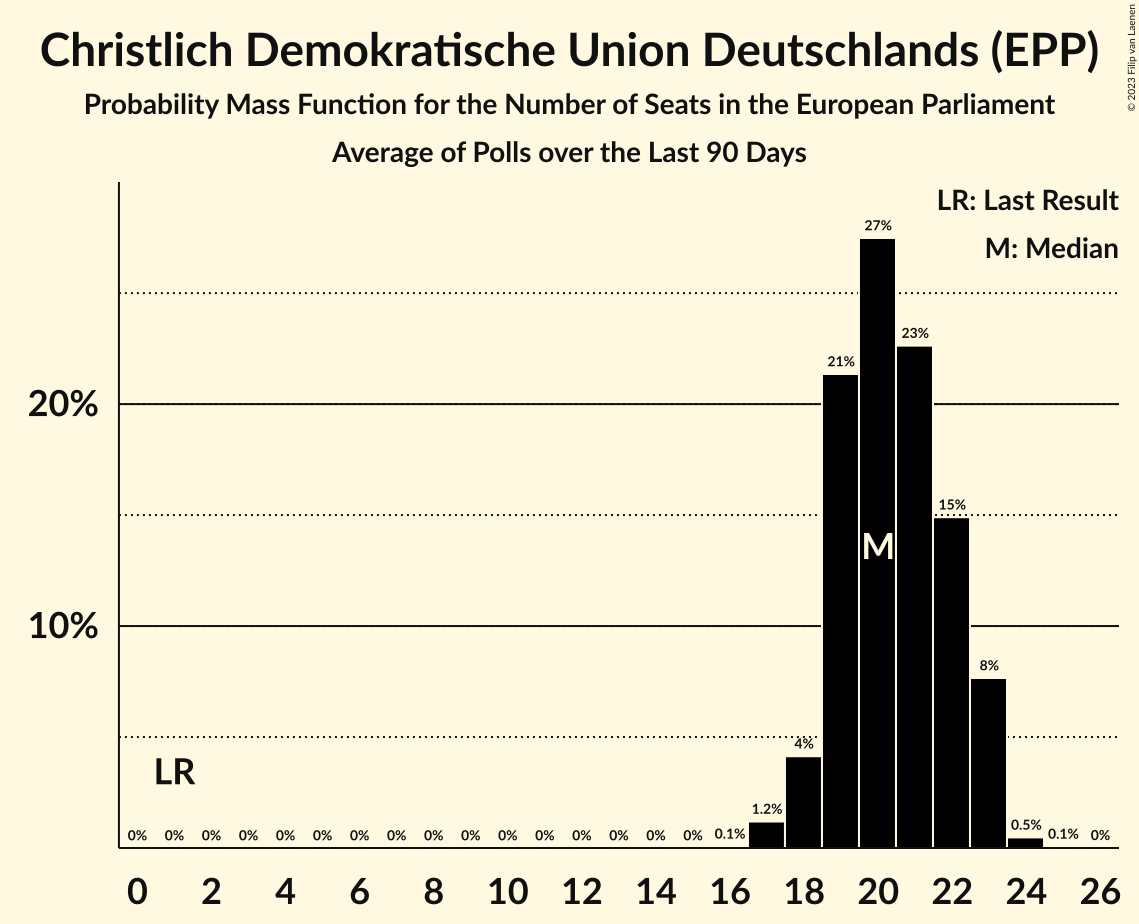 Christlich Demokratische Union Deutschlands (EPP)
Probability Mass Function for the Number of Seats in the European Parliament
Average of Polls over the Last 90 Days
© 2023 Filip van Laenen
LR: Last Result
M: Median
27%
23%
21%
20%
15%
M
10%
8%
4%
LR
1.2%
0% 0% 0% 0% 0% 0% 0% 0% 0% 0% 0% 0% 0% 0% 0% 0% 0.1% 0.5% 0.1% 0%
0 2 4 6 8 10 12 14 16 18 20 22 24 26